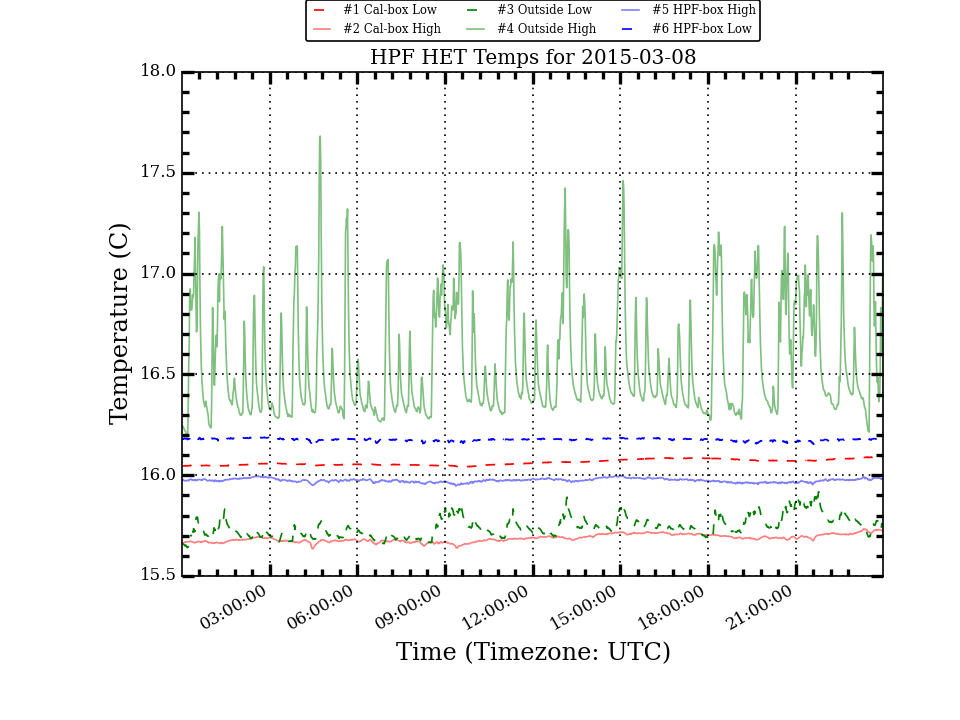 #1 Cal-box Low #3 Outside Low #5 HPF-box High
#2 Cal-box High #4 Outside High #6 HPF-box Low
HPF HET Temps for 2015-03-08
18.0
17.5
17.0
16.5
16.0
15.5
Temperature (C)
03:00:00 06:00:00 09:00:00 12:00:00 15:00:00 18:00:00 21:00:00
Time (Timezone: UTC)